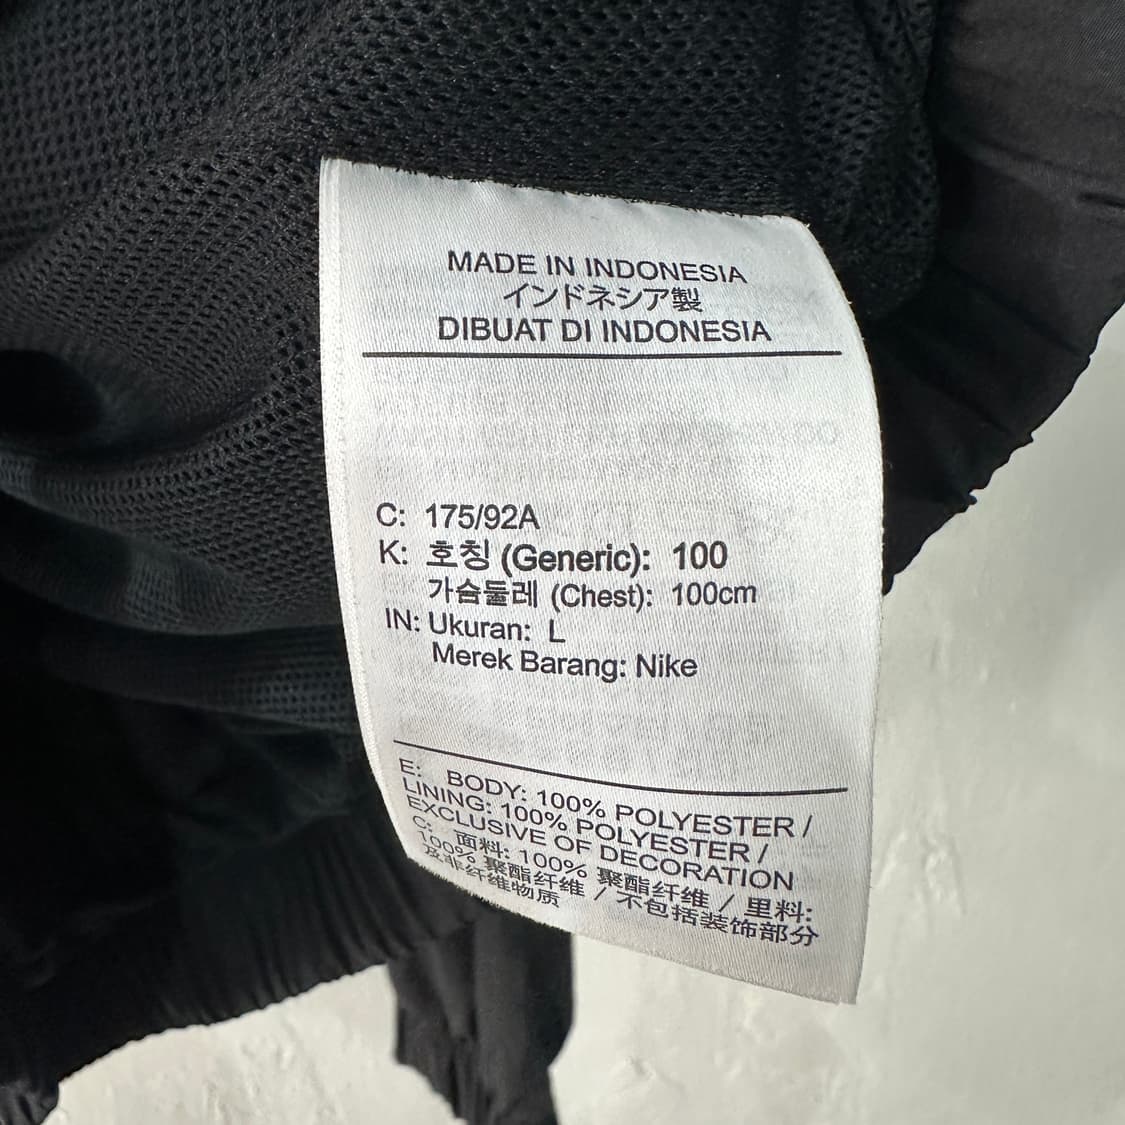 MADE IN INDONESIA
インドネシア製
DIBUAT DI INDONESIA
C: 175/92A
K: 호칭 (Generic): 100
가슴둘레 (Chest): 100cm
IN: Ukuran: L
Merek Barang: Nike
E: BODY: 100% POLYESTER /
LINING: 100% POLYESTER /
EXCLUSIVE OF DECORATION
C: 面料: 100% 聚酯纤维 / 里料:
100% 聚酯纤维 / 不包括装饰部分
及非纤维物质